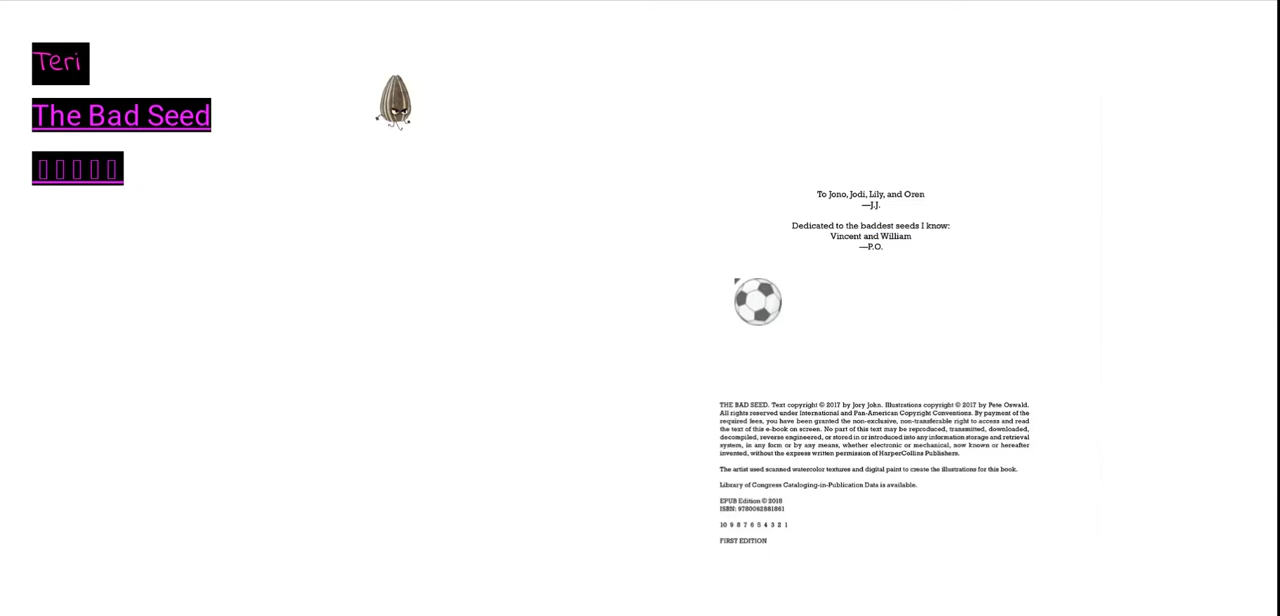 Teri
The Bad Seed
To Jono, Jodi, Lily, and Oren
—J.J.
Dedicated to the baddest seeds I know:
Vincent and William
—P.O.
THE BAD SEED. Text copyright © 2017 by Jory John. Illustrations copyright © 2017 by Pete Oswald.
All rights reserved under International and Pan-American Copyright Conventions. By payment of the
required fees, you have been granted the non-exclusive, non-transferable right to access and read
the text of this e-book on screen. No part of this text may be reproduced, transmitted, downloaded,
decompiled, reverse engineered, or stored in or introduced into any information storage and retrieval
system, in any form or by any means, whether electronic or mechanical, now known or hereafter
invented, without the express written permission of HarperCollins Publishers.
The artist used scanned watercolor textures and digital paint to create the illustrations for this book.
Library of Congress Cataloging-in-Publication Data is available.
EPUB Edition © 2018
ISBN: 9780062881861
10 9 8 7 6 5 4 3 2 1
FIRST EDITION